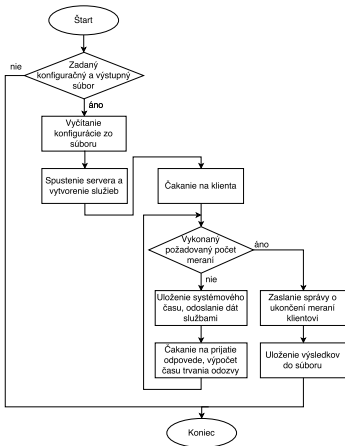 Štart
Zadaný
konfiguračný a výstupný
súbor
nie
áno
Vyčítanie
konfigurácie zo
súboru
Spustenie servera a
vytvorenie služieb
Čakanie na klienta
Vykonaný
požadovaný počet
meraní
áno
nie
Uloženie systémového
času, odoslanie dát
službami
Zaslanie správy o
ukončení meraní
klientovi
Čakanie na prijatie
odpovede, výpočet
času trvania odozvy
Uloženie výsledkov
do súboru
Koniec